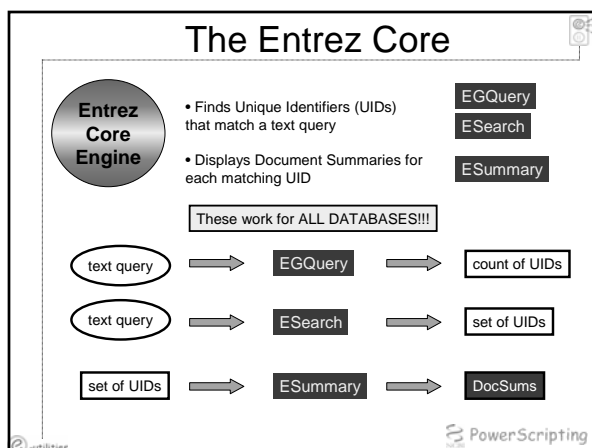 The Entrez Core
Entrez
Core
Engine
• Finds Unique Identifiers (UIDs)
that match a text query
• Displays Document Summaries for
each matching UID
EGQuery
ESearch
ESummary
These work for ALL DATABASES!!!
text query
EGQuery
count of UIDs
text query
ESearch
set of UIDs
set of UIDs
ESummary
DocSums
PowerScripting